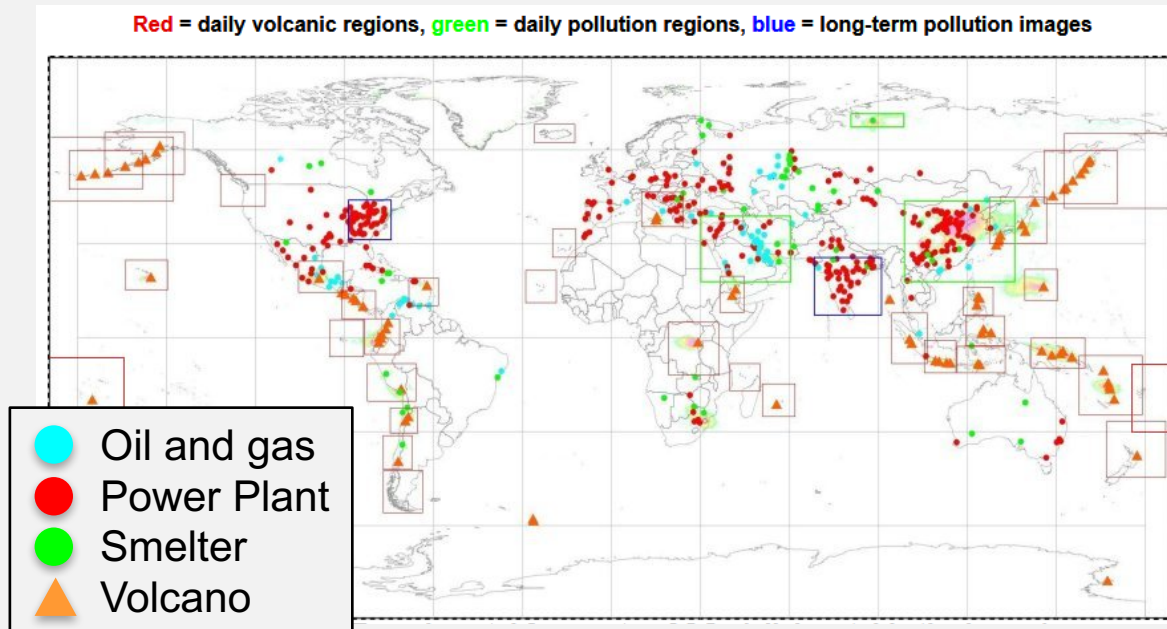 Red = daily volcanic regions, green = daily pollution regions, blue = long-term pollution images
Oil and gas
Power Plant
Smelter
Volcano